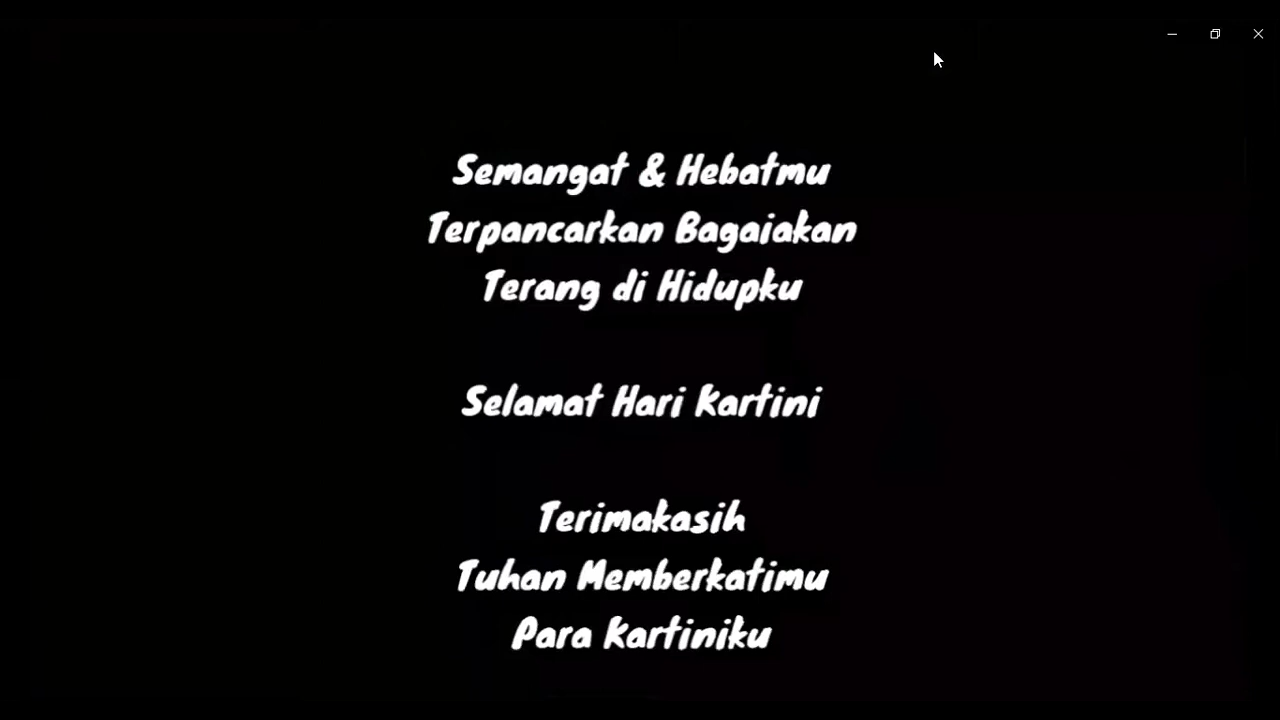 Semangat & Hebatmu
Terpancarkan Bagaiakan
Terang di Hidupku
Selamat Hari Kartini
Terimakasih
Tuhan Memberkatimu
Para Kartiniku